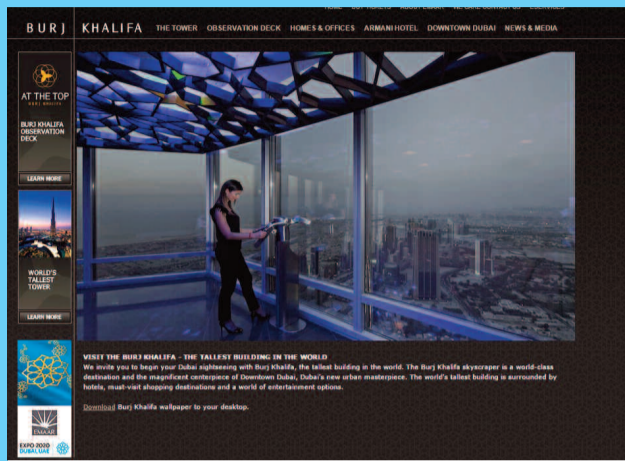 BURJ KHALIFA
THE TOWER OBSERVATION DECK HOMES & OFFICES ARMANI HOTEL DOWNTOWN DUBAI NEWS & MEDIA
AT THE TOP
BURJ KHALIFA
BURJ KHALIFA
OBSERVATION
DECK
LEARN MORE
WORLD'S
TALLEST
TOWER
LEARN MORE
EMAAR
EXPO 2020
DUBAI, UAE
VISIT THE BURJ KHALIFA - THE TALLEST BUILDING IN THE WORLD
We invite you to begin your Dubai sightseeing with Burj Khalifa, the tallest building in the world. The Burj Khalifa skyscraper is a world-class
destination and the magnificent centerpiece of Downtown Dubai, Dubai's new urban masterpiece. The world's tallest building is surrounded by
hotels, must-visit shopping destinations and a world of entertainment options.
Download Burj Khalifa wallpaper to your desktop.